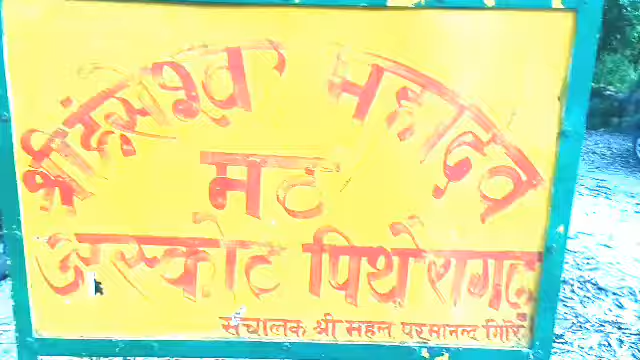 श्री हंसेश्वर महादेव
मठ
अस्कोट पिथौरागढ़
संचालक श्री महन्त परमानन्द गिरि